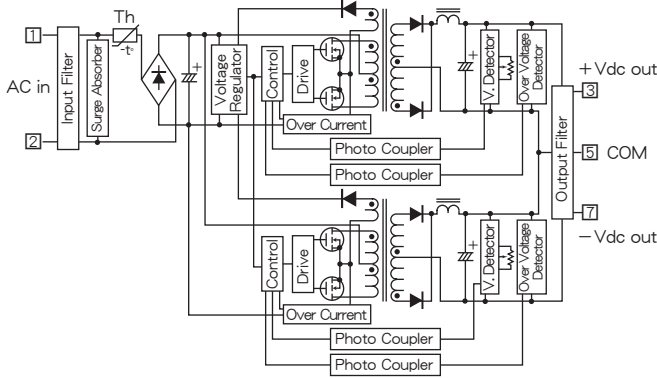 Th
-t°
1
AC in
2
Input Filter
Surge Absorber
+
Voltage Regulator
Control
Drive
Over Current
Photo Coupler
Photo Coupler
+
V. Detector
Over Voltage Detector
Control
Drive
Over Current
Photo Coupler
Photo Coupler
+
V. Detector
Over Voltage Detector
Output Filter
+Vdc out
3
5 COM
7
−Vdc out